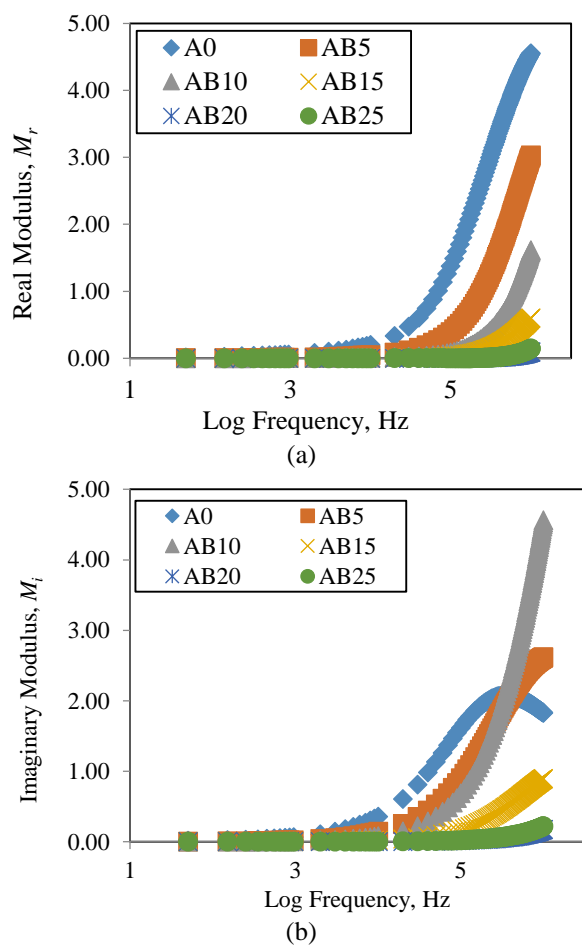 5.00
4.00
3.00
2.00
1.00
0.00
Real Modulus, M_r
A0 AB5
AB10 AB15
AB20 AB25
1 3 5
Log Frequency, Hz
(a)
5.00
4.00
3.00
2.00
1.00
0.00
Imaginary Modulus, M_i
A0 AB5
AB10 AB15
AB20 AB25
1 3 5
Log Frequency, Hz
(b)